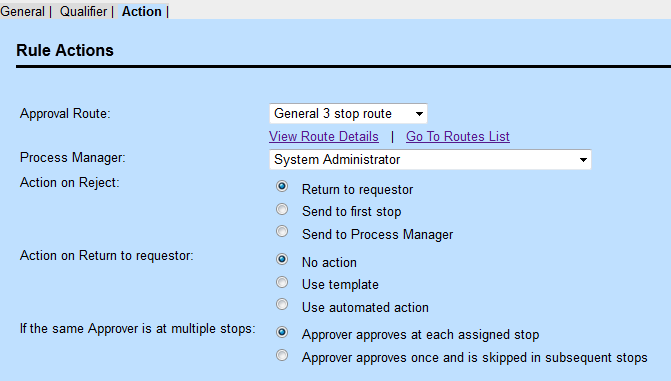 General | Qualifier | Action |
Rule Actions
Approval Route: General 3 stop route
View Route Details | Go To Routes List
Process Manager: System Administrator
Action on Reject: Return to requestor
Send to first stop
Send to Process Manager
Action on Return to requestor: No action
Use template
Use automated action
If the same Approver is at multiple stops: Approver approves at each assigned stop
Approver approves once and is skipped in subsequent stops